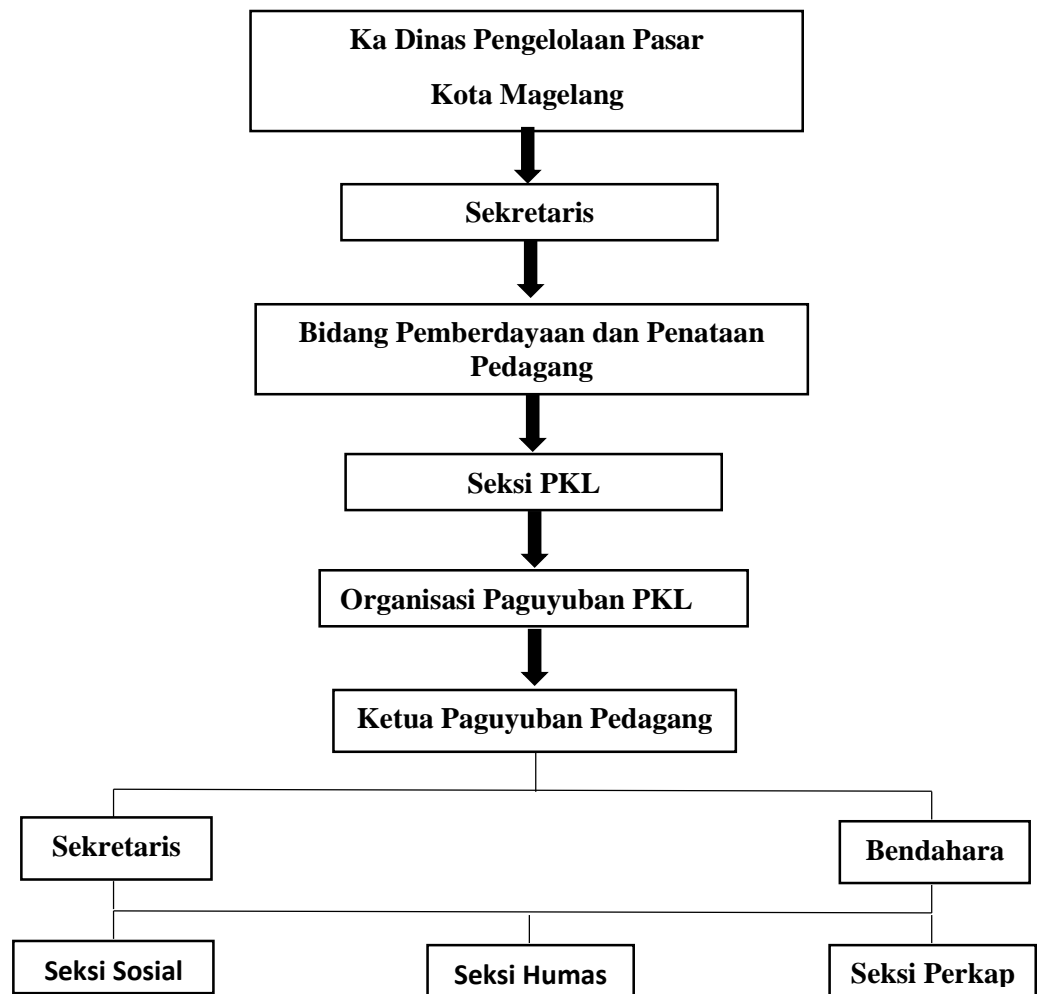 Ka Dinas Pengelolaan Pasar
Kota Magelang
Sekretaris
Bidang Pemberdayaan dan Penataan
Pedagang
Seksi PKL
Organisasi Paguyuban PKL
Ketua Paguyuban Pedagang
Sekretaris
Bendahara
Seksi Sosial
Seksi Humas
Seksi Perkap